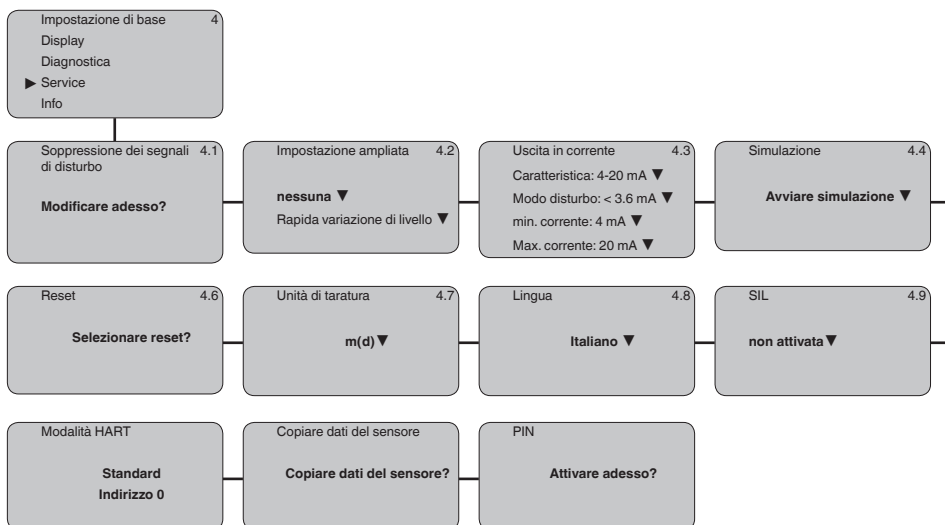 Impostazione di base 4
Display
Diagnostica
▶ Service
Info
Soppressione dei segnali 4.1
di disturbo
Modificare adesso?
Impostazione ampliata 4.2
nessuna ▼
Rapida variazione di livello ▼
Uscita in corrente 4.3
Caratteristica: 4-20 mA ▼
Modo disturbo: < 3.6 mA ▼
min. corrente: 4 mA ▼
Max. corrente: 20 mA ▼
Simulazione 4.4
Avviare simulazione ▼
Reset 4.6
Selezionare reset?
Unità di taratura 4.7
m(d) ▼
Lingua 4.8
Italiano ▼
SIL 4.9
non attivata ▼
Modalità HART
Standard
Indirizzo 0
Copiare dati del sensore
Copiare dati del sensore?
PIN
Attivare adesso?